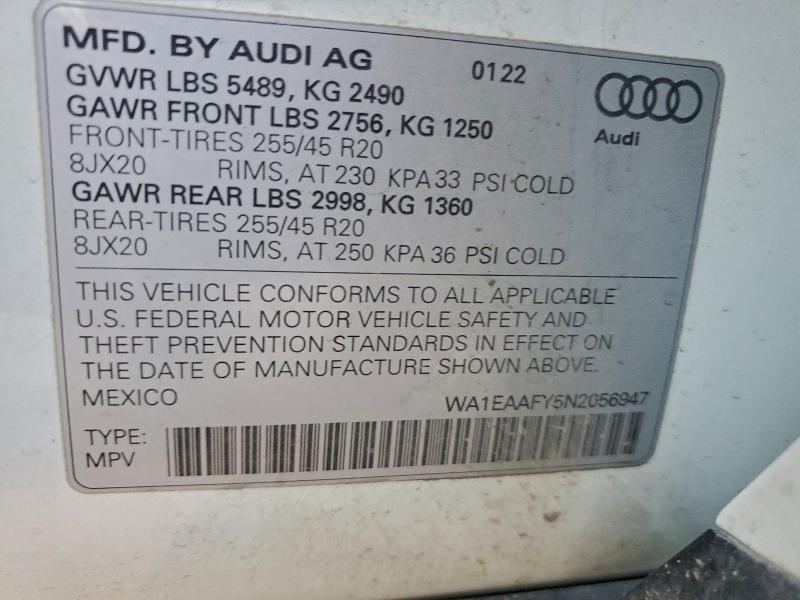 MFD. BY AUDI AG 0122
GVWR LBS 5489, KG 2490
GAWR FRONT LBS 2756, KG 1250
Audi
FRONT-TIRES 255/45 R20
8JX20 RIMS, AT 230 KPA 33 PSI COLD
GAWR REAR LBS 2998, KG 1360
REAR-TIRES 255/45 R20
8JX20 RIMS, AT 250 KPA 36 PSI COLD
THIS VEHICLE CONFORMS TO ALL APPLICABLE
U.S. FEDERAL MOTOR VEHICLE SAFETY AND
THEFT PREVENTION STANDARDS IN EFFECT ON
THE DATE OF MANUFACTURE SHOWN ABOVE.
MEXICO WA1EAAFY5N2056947
TYPE:
MPV